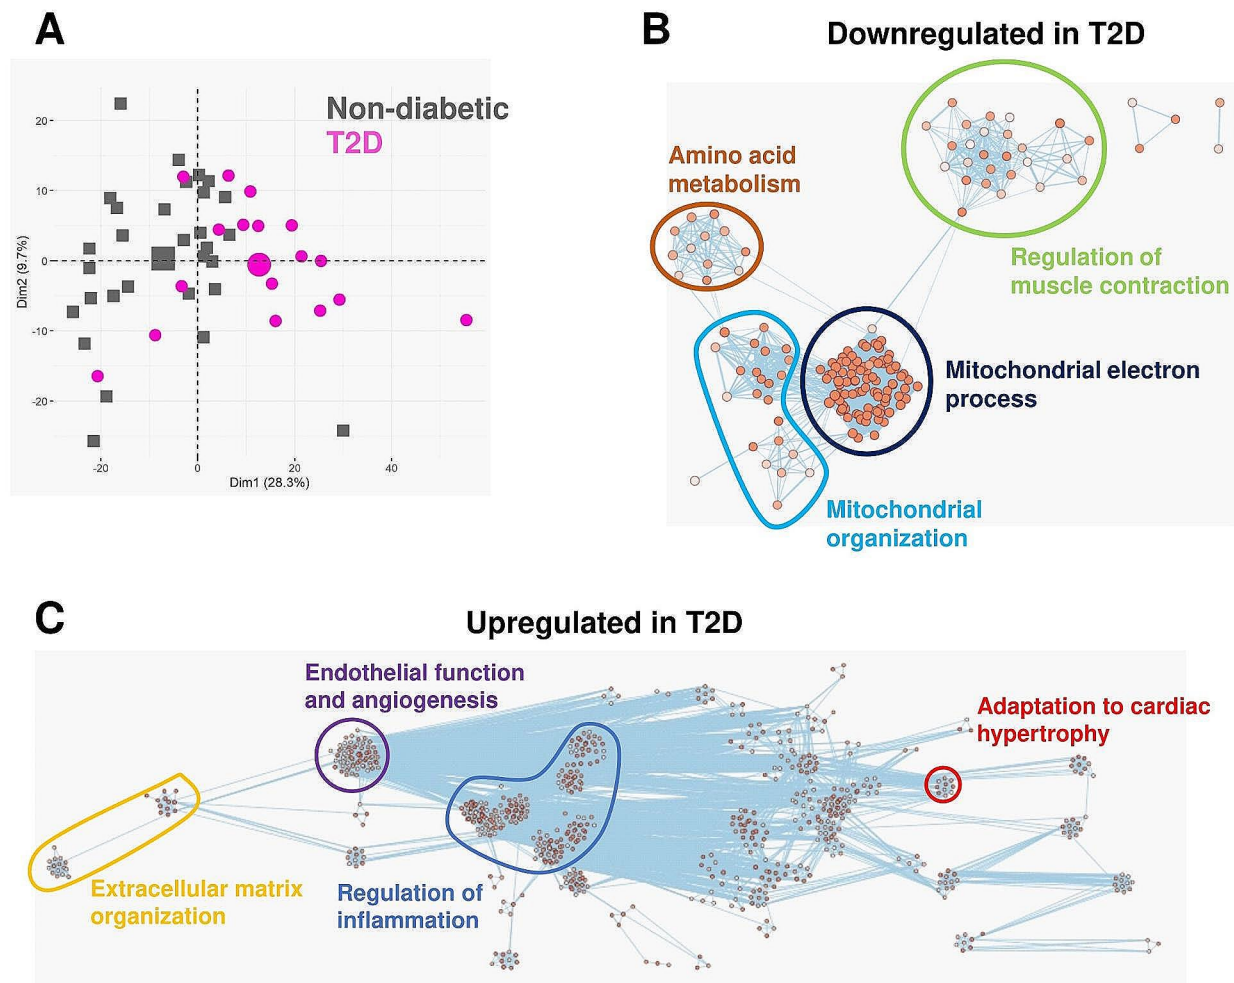 A
Non-diabetic
T2D
20
10
0
-10
-20
Dim2 (9.7%)
-20
0
20
40
Dim1 (28.3%)
B
Downregulated in T2D
Amino acid
metabolism
Regulation of
muscle contraction
Mitochondrial electron
process
Mitochondrial
organization
C
Upregulated in T2D
Endothelial function
and angiogenesis
Adaptation to cardiac
hypertrophy
Extracellular matrix
organization
Regulation of
inflammation